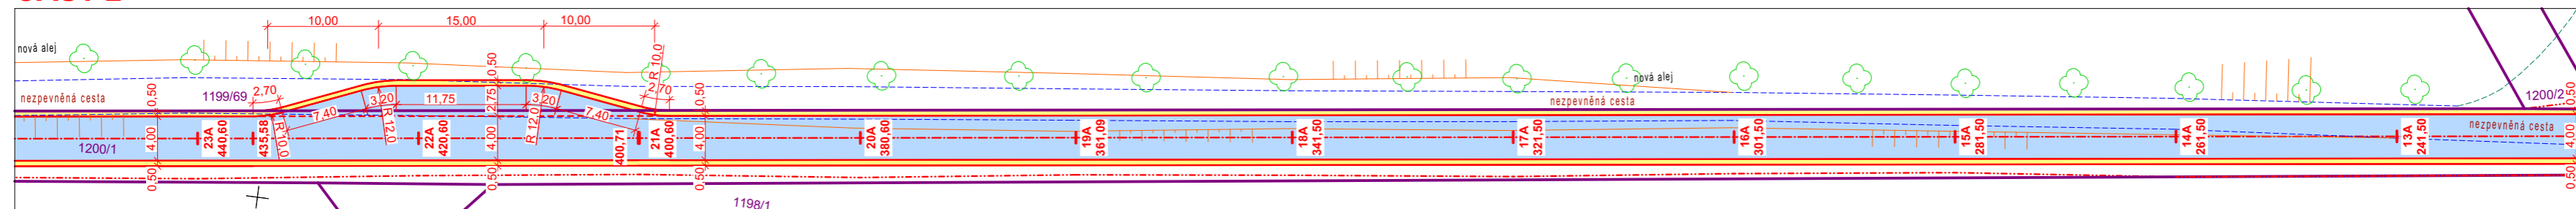 10,00
15,00
10,00
nová alej
0,50
R 10,0
nová alej
nezpevněná cesta
1199/69
2,70
0,50
7,40
3,20
11,75
2,75
3,20
7,40
2,70
0,50
nezpevněná cesta
1200/2
0,50
1200/1
4,00
23A
440,60
435,58
R 10,0
R 12,0
22A
420,60
4,00
R 12,0
400,71
21A
400,60
4,00
20A
380,60
19A
361,09
18A
341,50
17A
321,50
16A
301,50
15A
281,50
14A
261,50
13A
241,50
nezpevněná cesta
4,00
0,50
0,50
0,50
0,50
1198/1